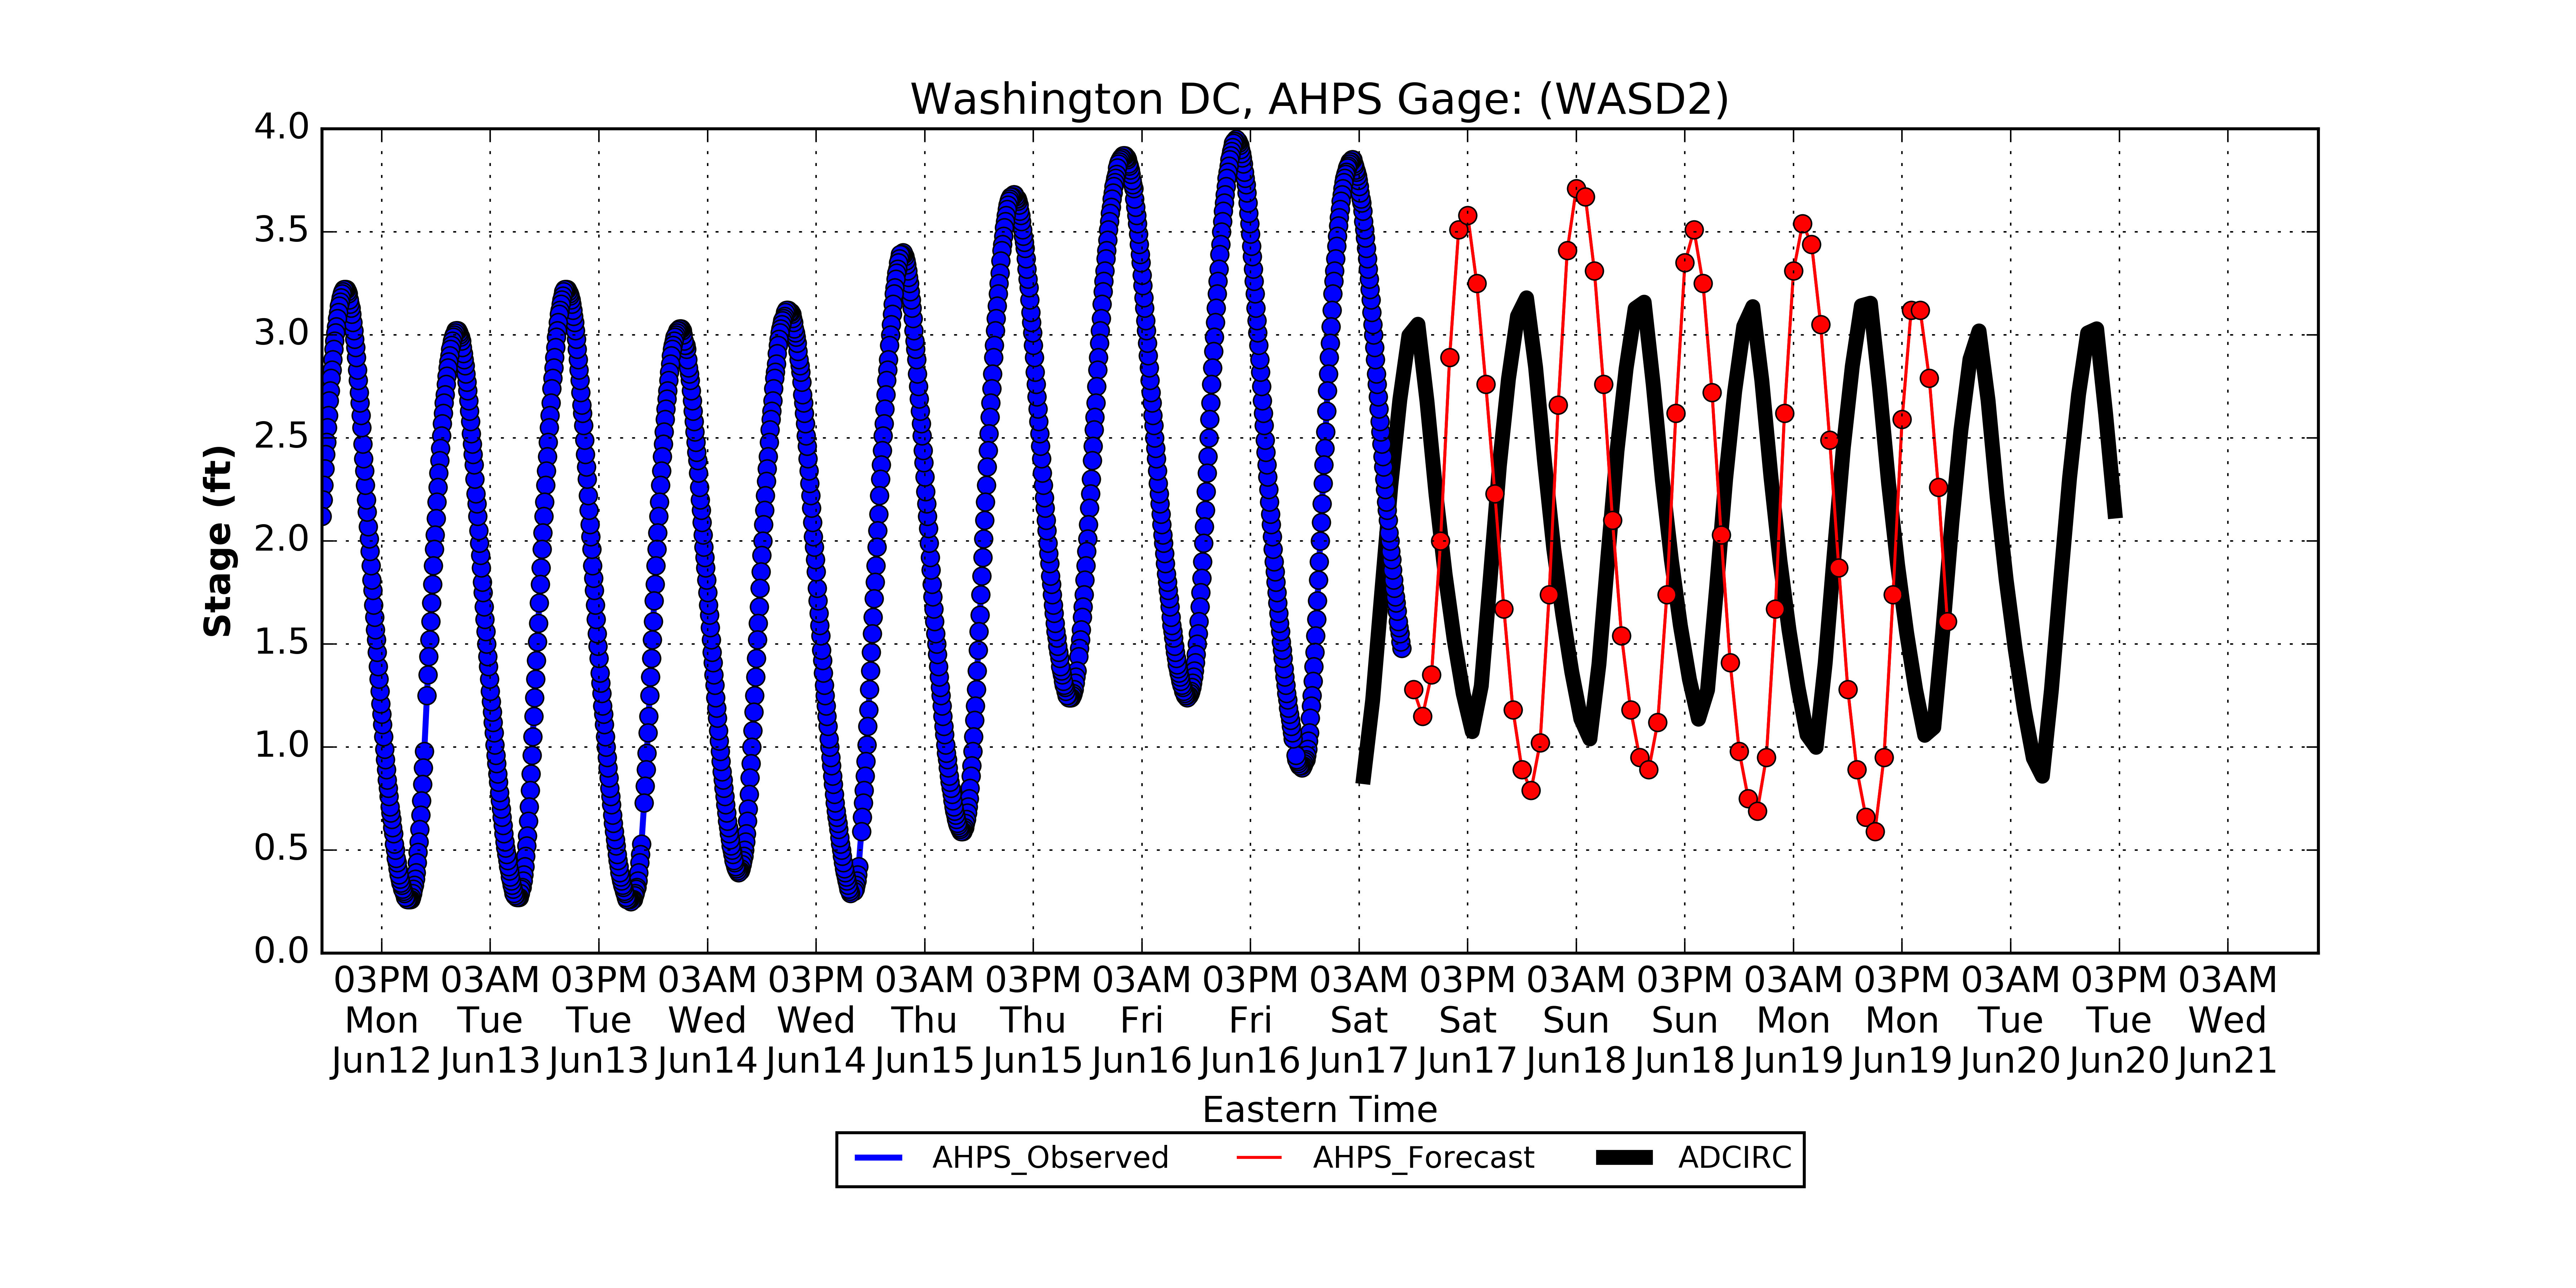 Washington DC, AHPS Gage: (WASD2)
4.0
3.5
3.0
2.5
2.0
1.5
1.0
0.5
0.0
Stage (ft)
03PM 03AM 03PM 03AM 03PM 03AM 03PM 03AM 03PM 03AM 03PM 03AM 03PM 03AM 03PM 03AM 03PM 03AM
Mon Tue Tue Wed Wed Thu Thu Fri Fri Sat Sat Sun Sun Mon Mon Tue Tue Wed
Jun12 Jun13 Jun13 Jun14 Jun14 Jun15 Jun15 Jun16 Jun16 Jun17 Jun17 Jun18 Jun18 Jun19 Jun19 Jun20 Jun20 Jun21
Eastern Time
AHPS_Observed AHPS_Forecast ADCIRC